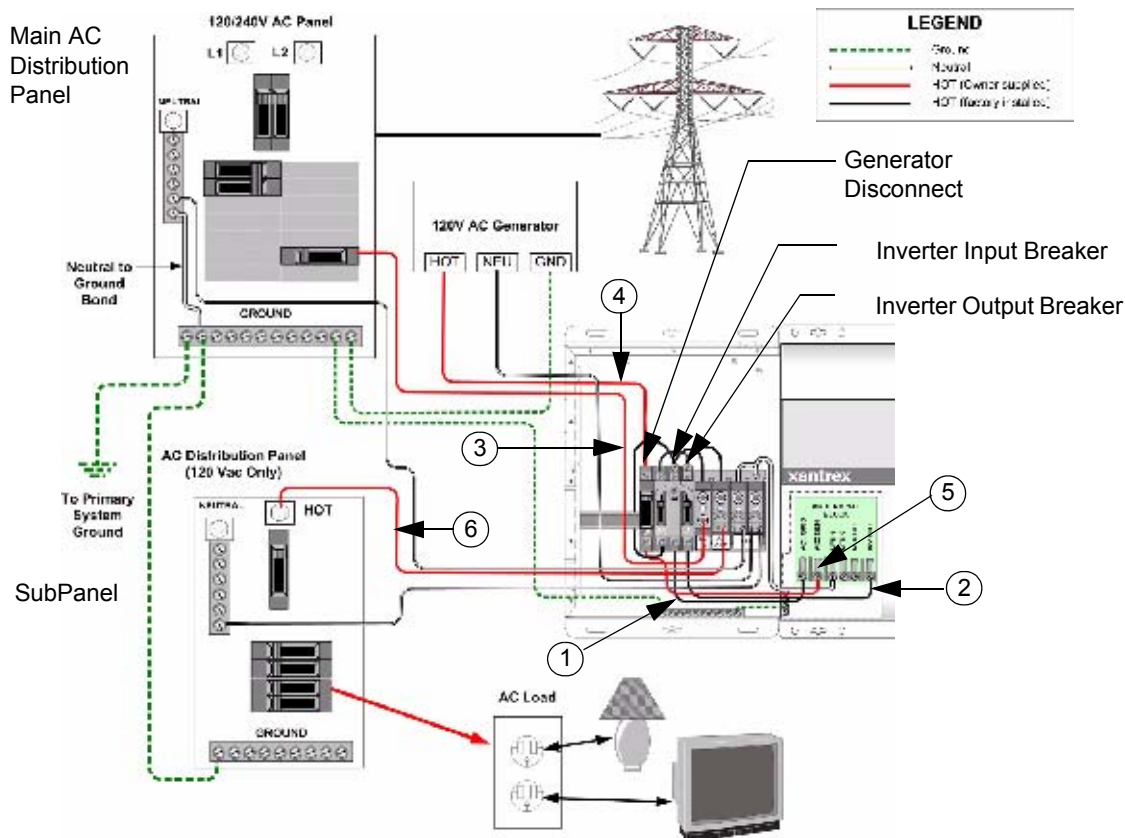 Main AC
Distribution
Panel
120/240V AC Panel
L1
L2
LEGEND
Ground
Neutral
HOT (Owner supplied)
HOT (factory installed)
Generator
Disconnect
Inverter Input Breaker
Inverter Output Breaker
120V AC Generator
HOT
NEU
GND
Neutral to
Ground
Bond
GROUND
4
3
AC Distribution Panel
(120 Vac Only)
To Primary
System
Ground
NEUTRAL
HOT
6
xantrex
5
SubPanel
2
1
AC Load
GROUND